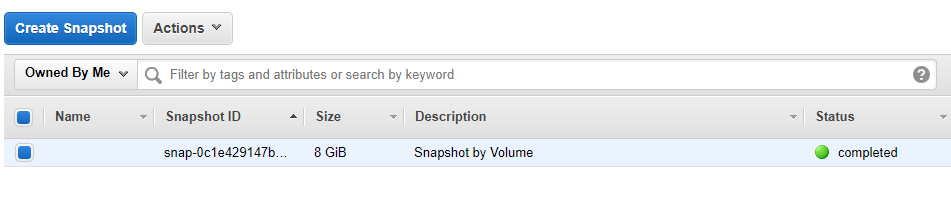 Create Snapshot Actions
Owned By Me Filter by tags and attributes or search by keyword ?
Name Snapshot ID Size Description Status
snap-0c1e429147b… 8 GiB Snapshot by Volume completed